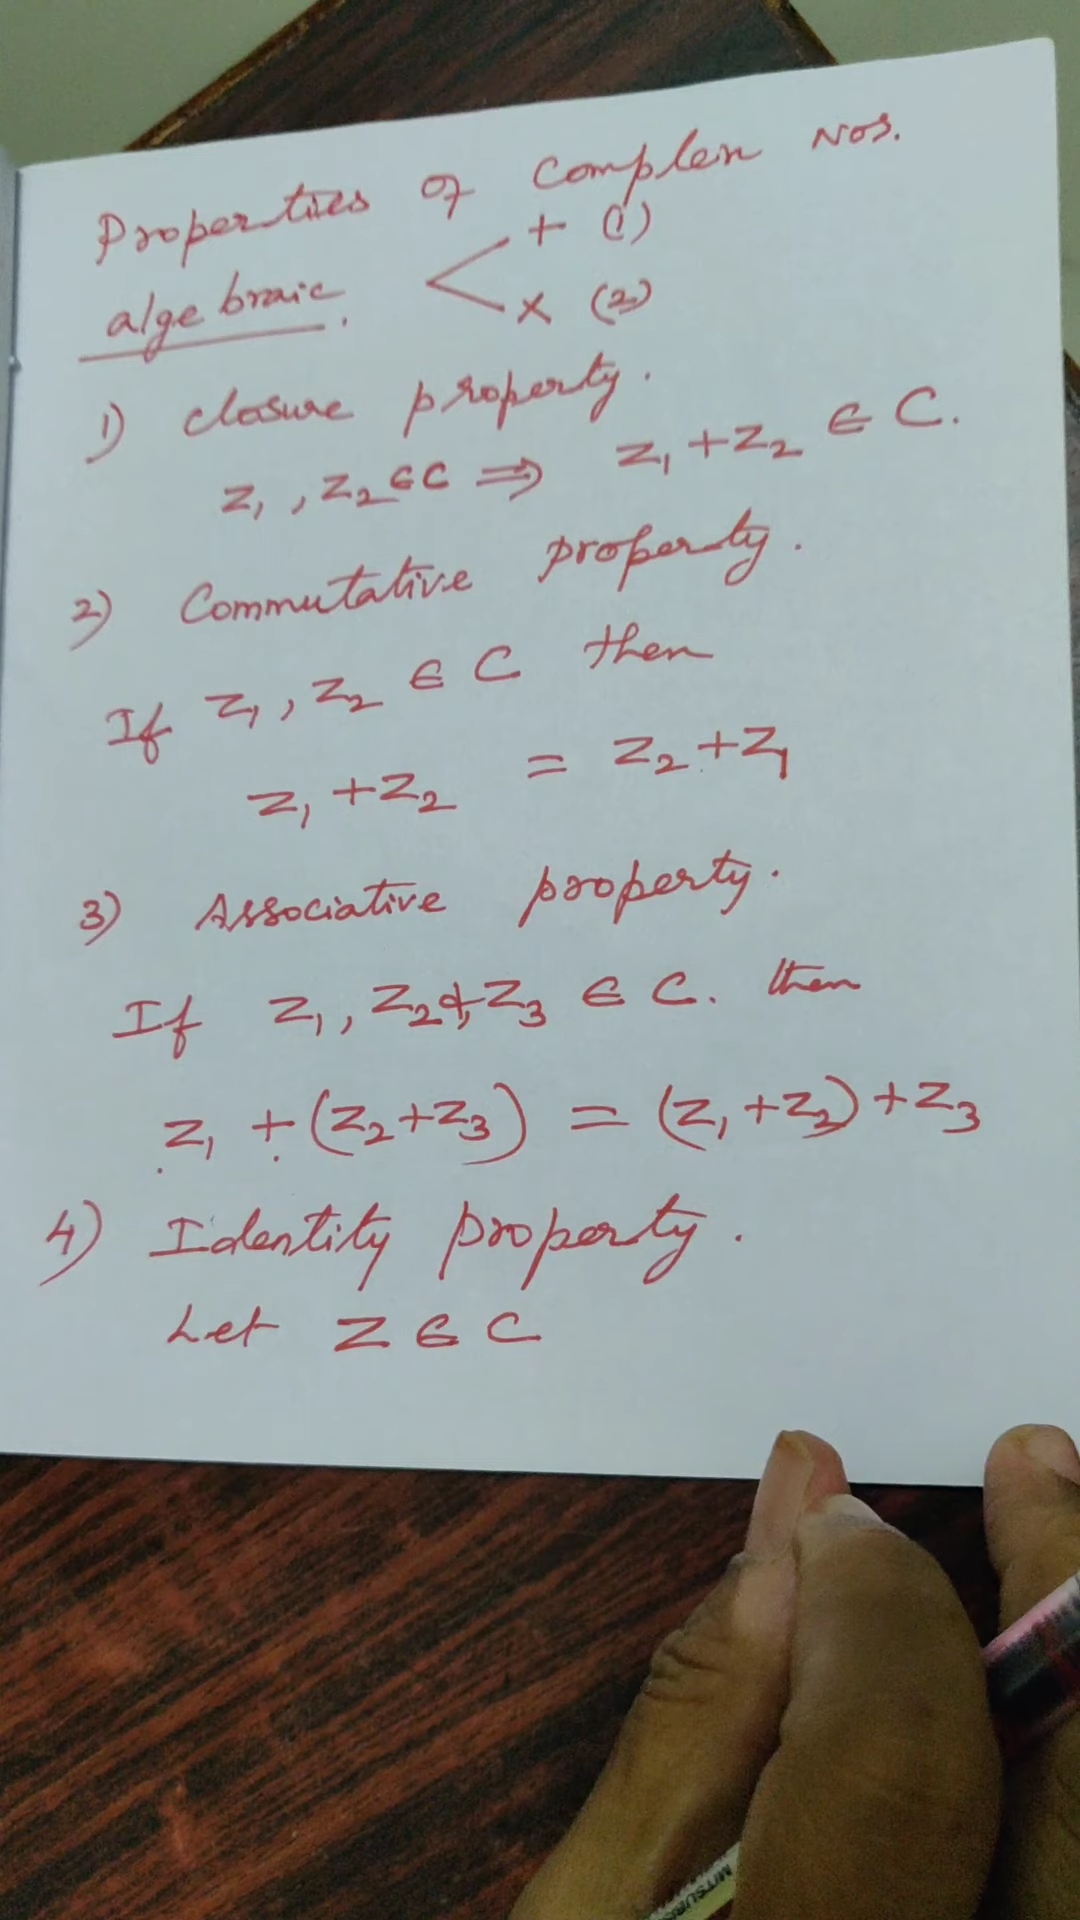 Properties of Complex Nos.
algebraic. + (1)
x (2)
1) closure property.
z₁, z₂ ∈ C ⇒ z₁ + z₂ ∈ C.
2) Commutative property.
If z₁, z₂ ∈ C then
z₁ + z₂ = z₂ + z₁
3) Associative property.
If z₁, z₂ & z₃ ∈ C. then
z₁ + (z₂ + z₃) = (z₁ + z₂) + z₃
4) Identity property.
Let z ∈ C